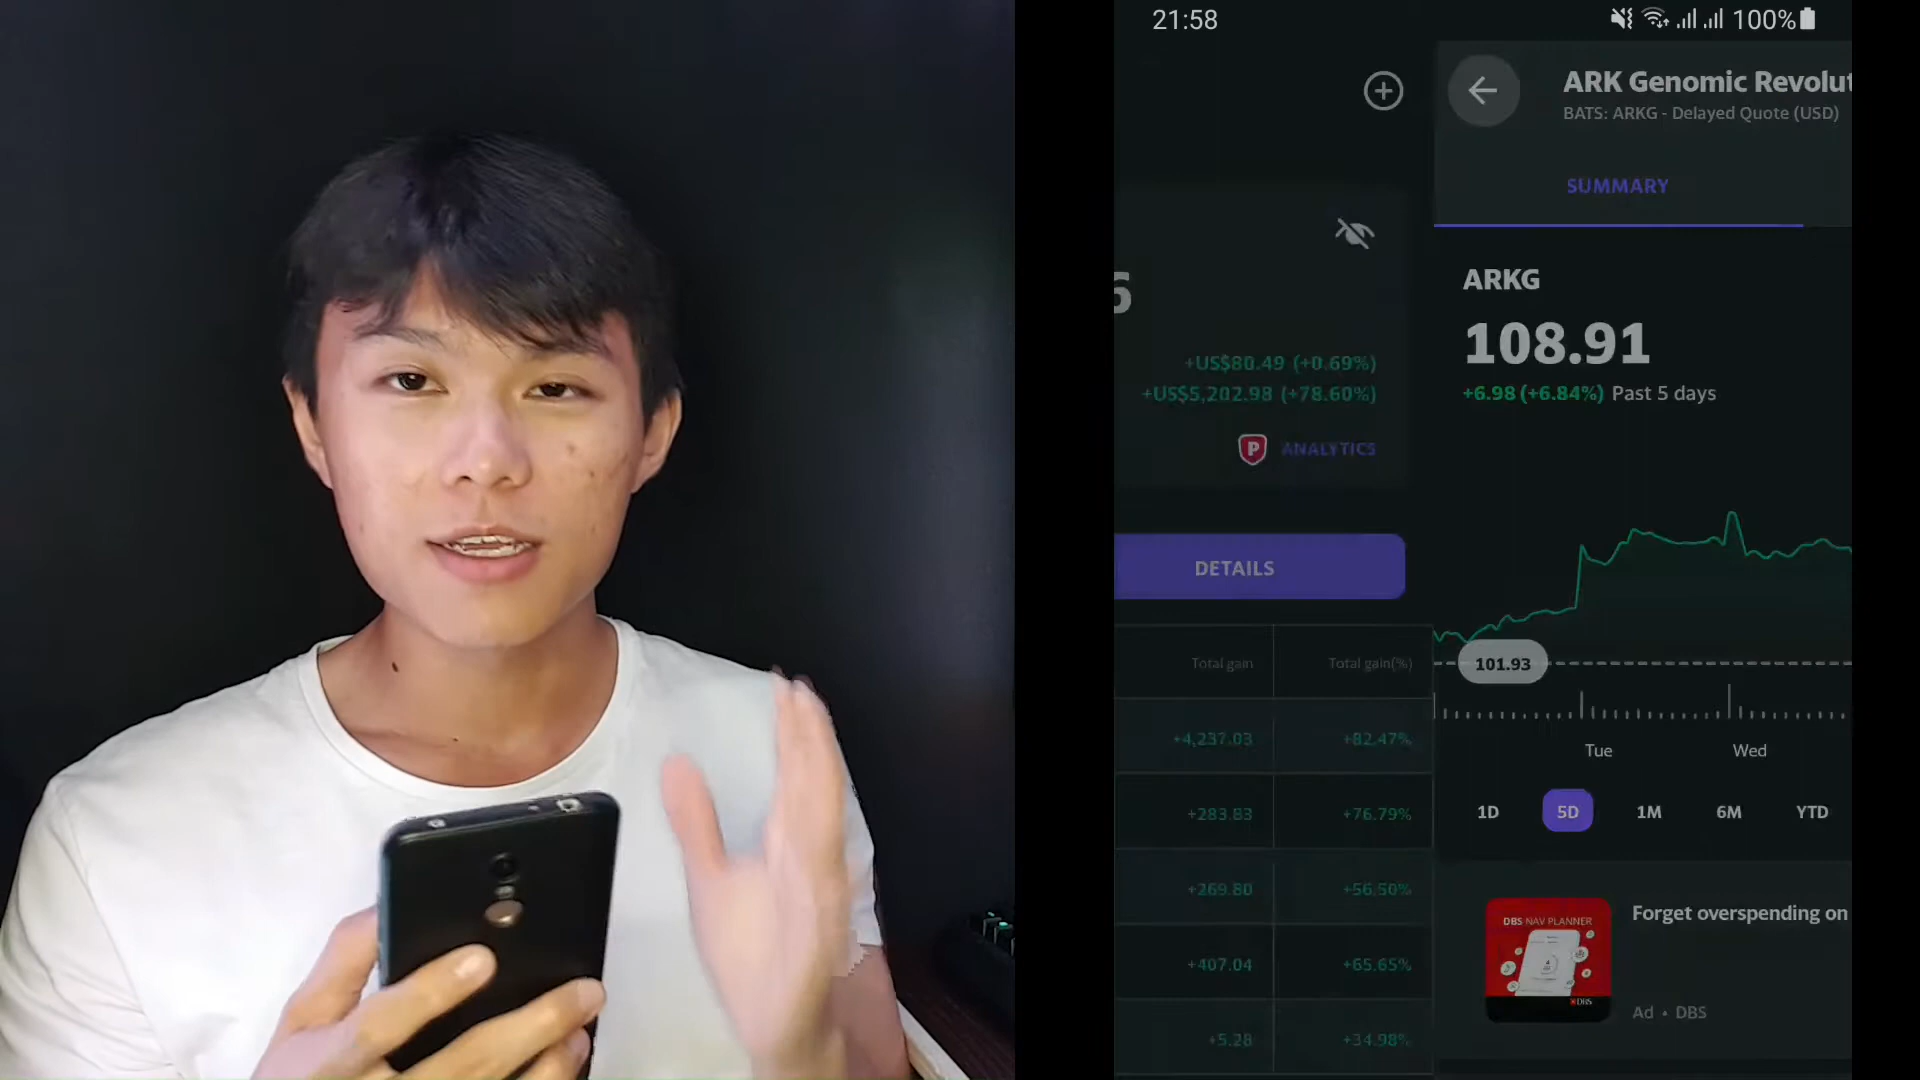 21:58
100%
ARK Genomic Revolut
BATS: ARKG - Delayed Quote (USD)
SUMMARY
6
+US$80.49 (+0.69%)
+US$5,202.98 (+78.60%)
P ANALYTICS
DETAILS
Total gain Total gain(%)
+4,237.03 +82.47%
+283.83 +76.79%
+269.80 +56.50%
+407.04 +65.65%
+5.28 +34.98%
ARKG
108.91
+6.98 (+6.84%) Past 5 days
101.93
Tue Wed
1D 5D 1M 6M YTD
DBS NAV PLANNER
DBS
Forget overspending on
Ad • DBS